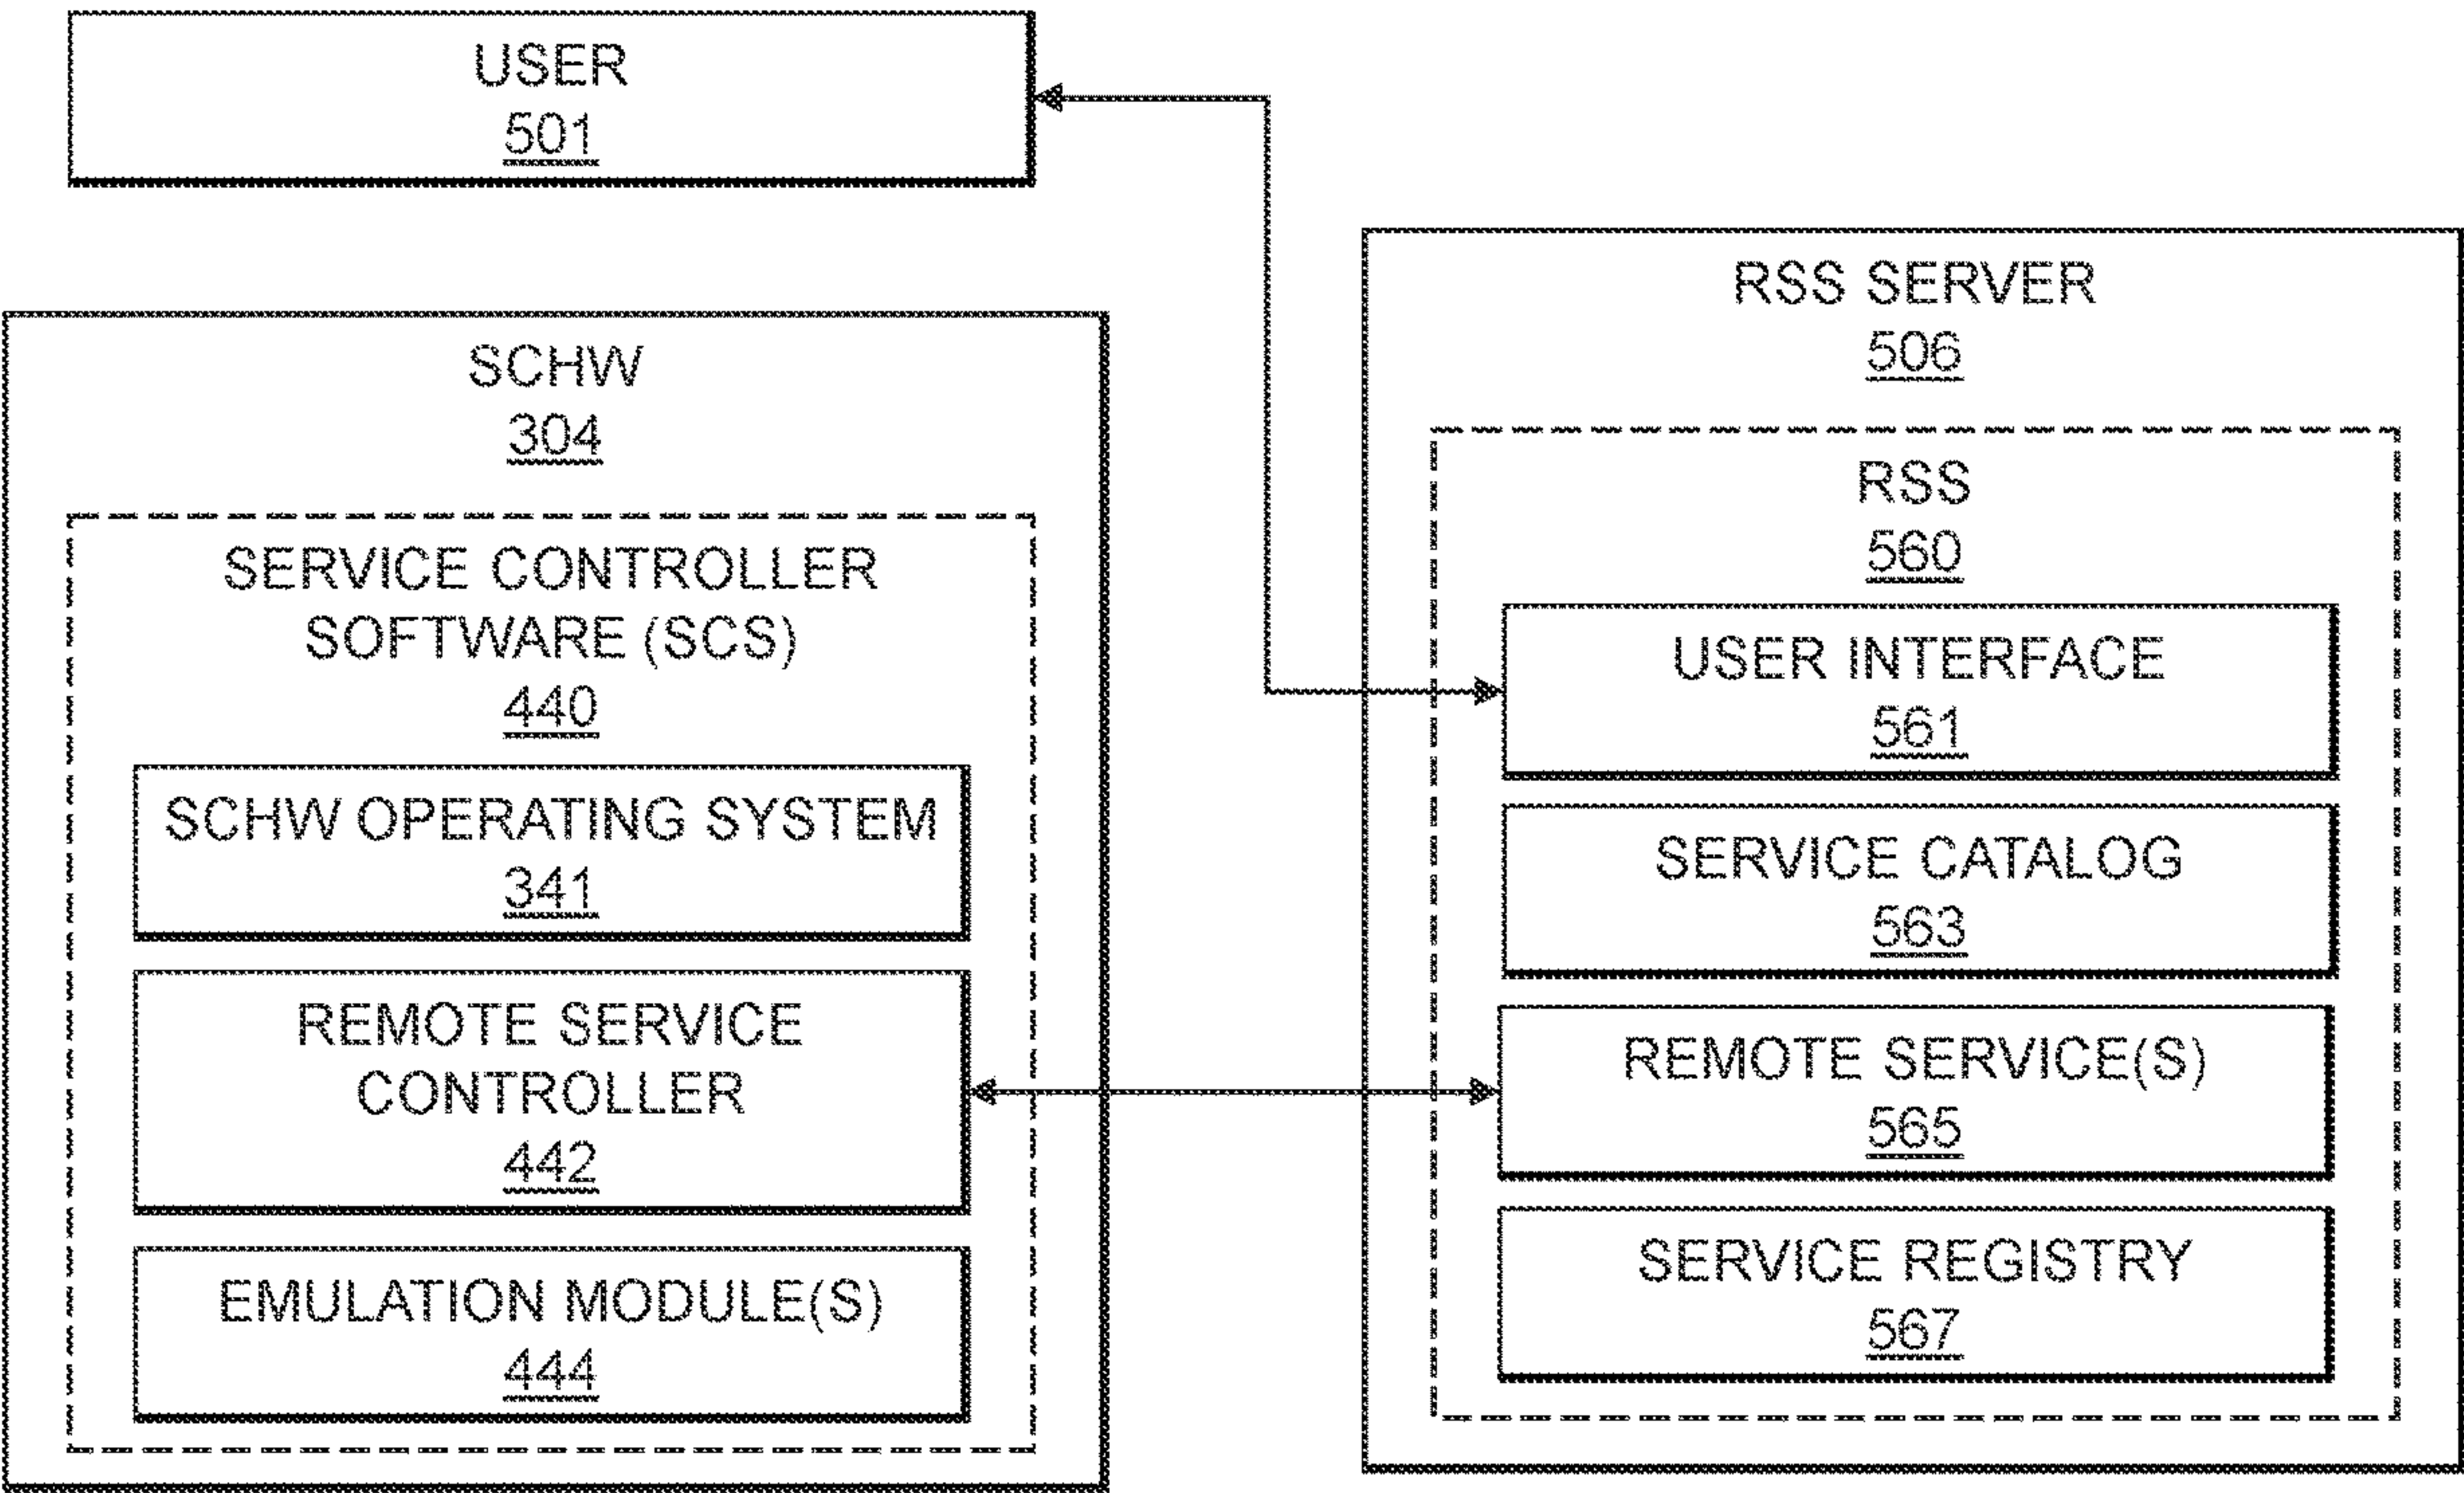 USER
501
SCHW
304
SERVICE CONTROLLER
SOFTWARE (SCS)
440
SCHW OPERATING SYSTEM
341
REMOTE SERVICE
CONTROLLER
442
EMULATION MODULE(S)
444
RSS SERVER
506
RSS
560
USER INTERFACE
561
SERVICE CATALOG
563
REMOTE SERVICE(S)
565
SERVICE REGISTRY
567